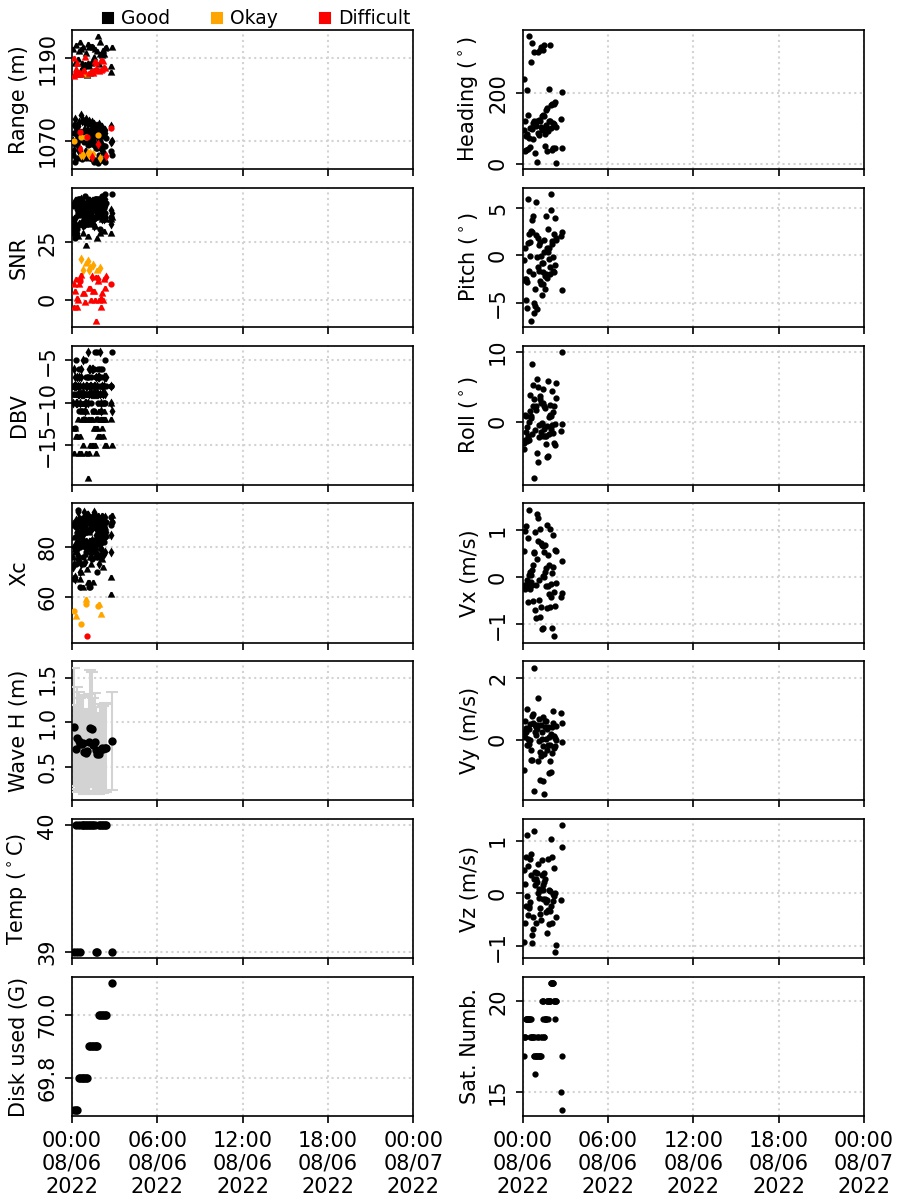 Good Okay Difficult
Range (m)
1190
1070
Heading (°)
200
0
SNR
25
0
Pitch (°)
5
0
−5
DBV
−5
−10
−15
Roll (°)
10
0
Xc
80
60
Vx (m/s)
1
0
−1
Wave H (m)
1.5
1.0
0.5
Vy (m/s)
2
0
Temp (°C)
40
39
Vz (m/s)
1
0
−1
Disk used (G)
70.0
69.8
Sat. Numb.
20
15
00:00 06:00 12:00 18:00 00:00
08/06 08/06 08/06 08/06 08/07
2022 2022 2022 2022 2022
00:00 06:00 12:00 18:00 00:00
08/06 08/06 08/06 08/06 08/07
2022 2022 2022 2022 2022